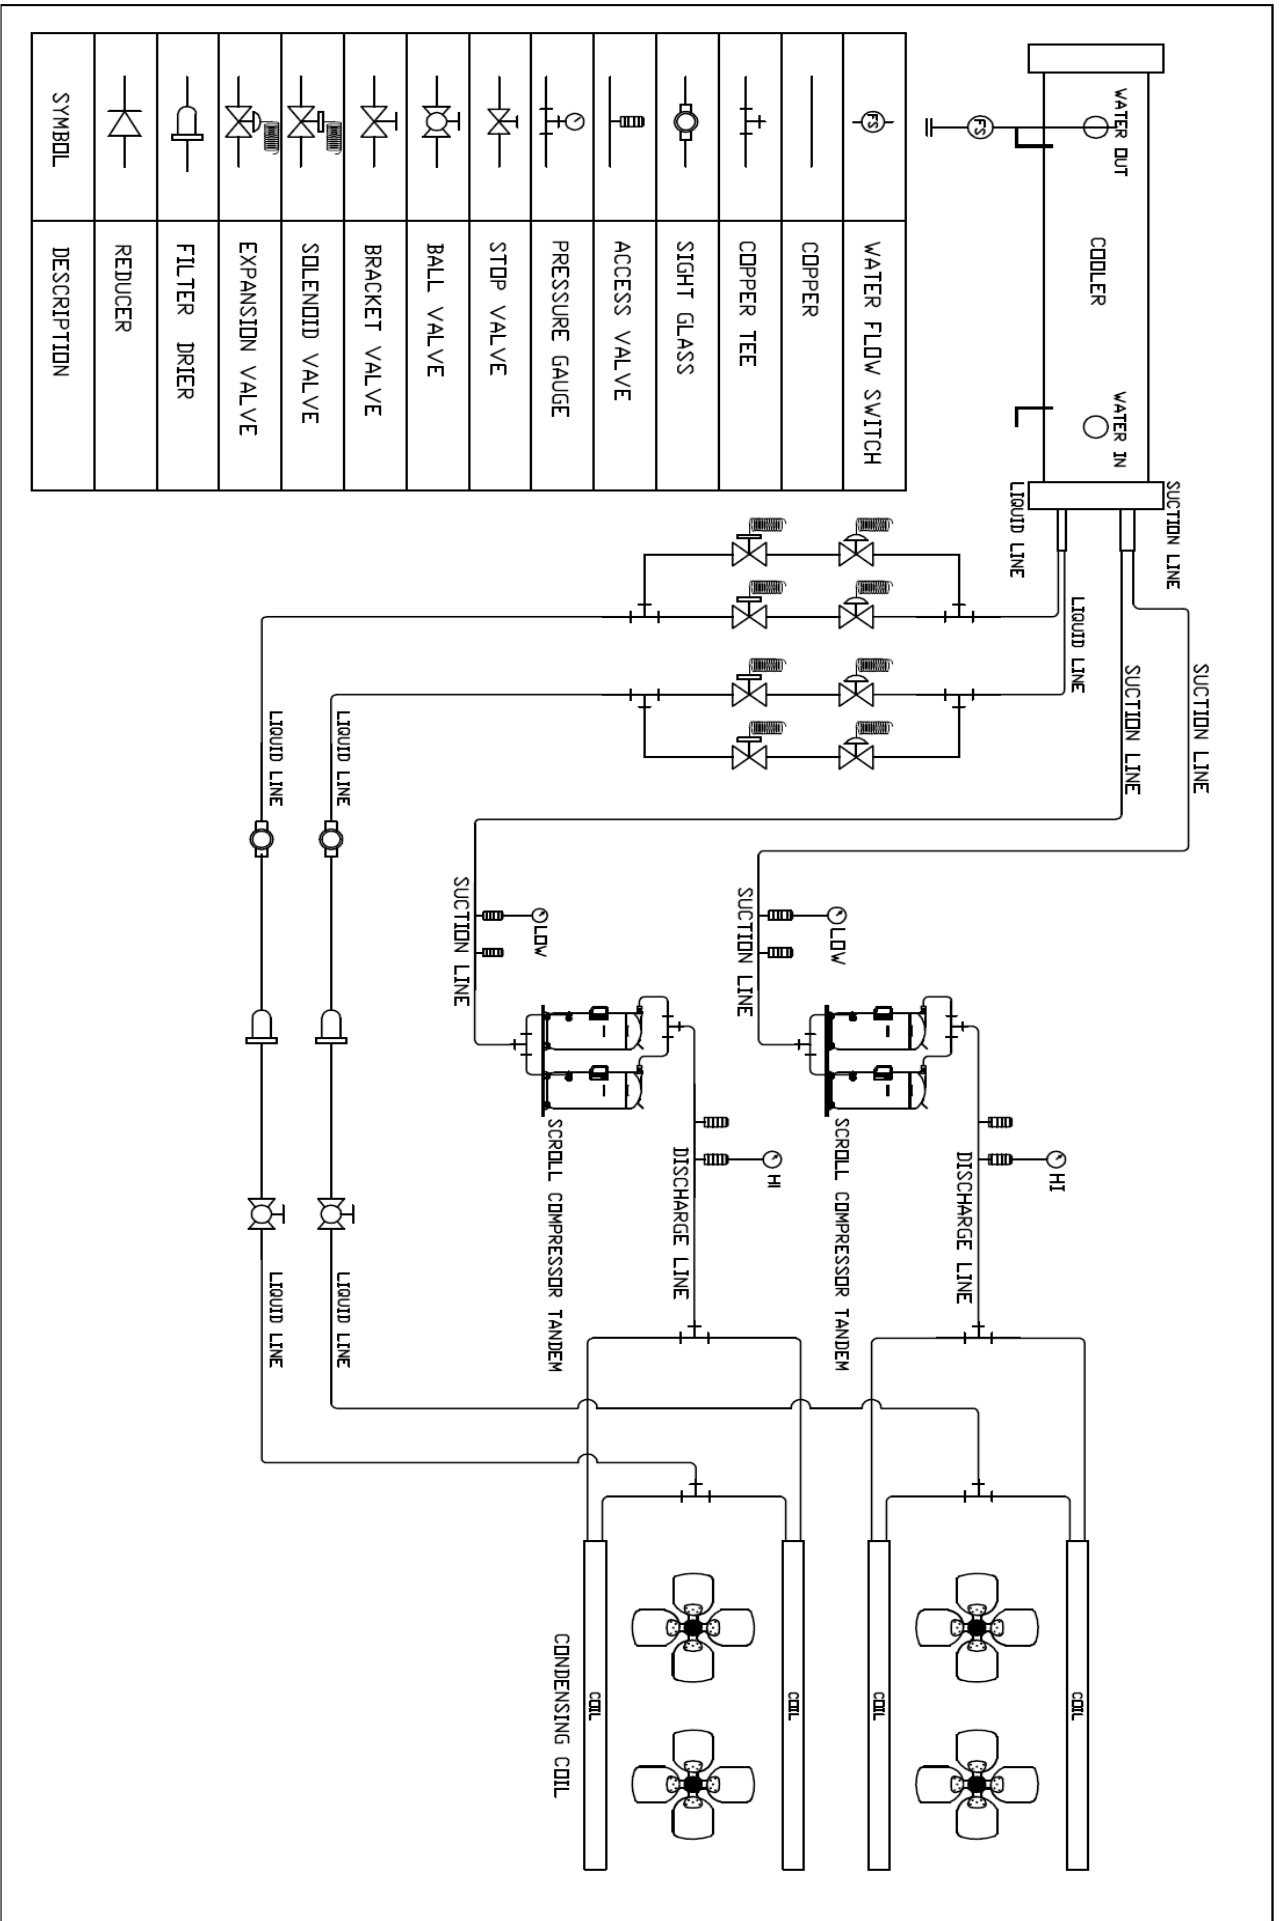 WATER OUT
COOLER
WATER IN
FS
SUCTION LINE
LIQUID LINE
LIQUID LINE
SUCTION LINE
SUCTION LINE
LIQUID LINE
LIQUID LINE
SUCTION LINE
LOW
SUCTION LINE
LOW
SCROLL COMPRESSOR TANDEM
SCROLL COMPRESSOR TANDEM
DISCHARGE LINE
HI
DISCHARGE LINE
HI
LIQUID LINE
LIQUID LINE
COIL
COIL
COIL
COIL
CONDENSING COIL
FS WATER FLOW SWITCH
COPPER
COPPER TEE
SIGHT GLASS
ACCESS VALVE
PRESSURE GAUGE
STOP VALVE
BALL VALVE
BRACKET VALVE
SOLENOID VALVE
EXPANSION VALVE
FILTER DRIER
REDUCER
SYMBOL DESCRIPTION